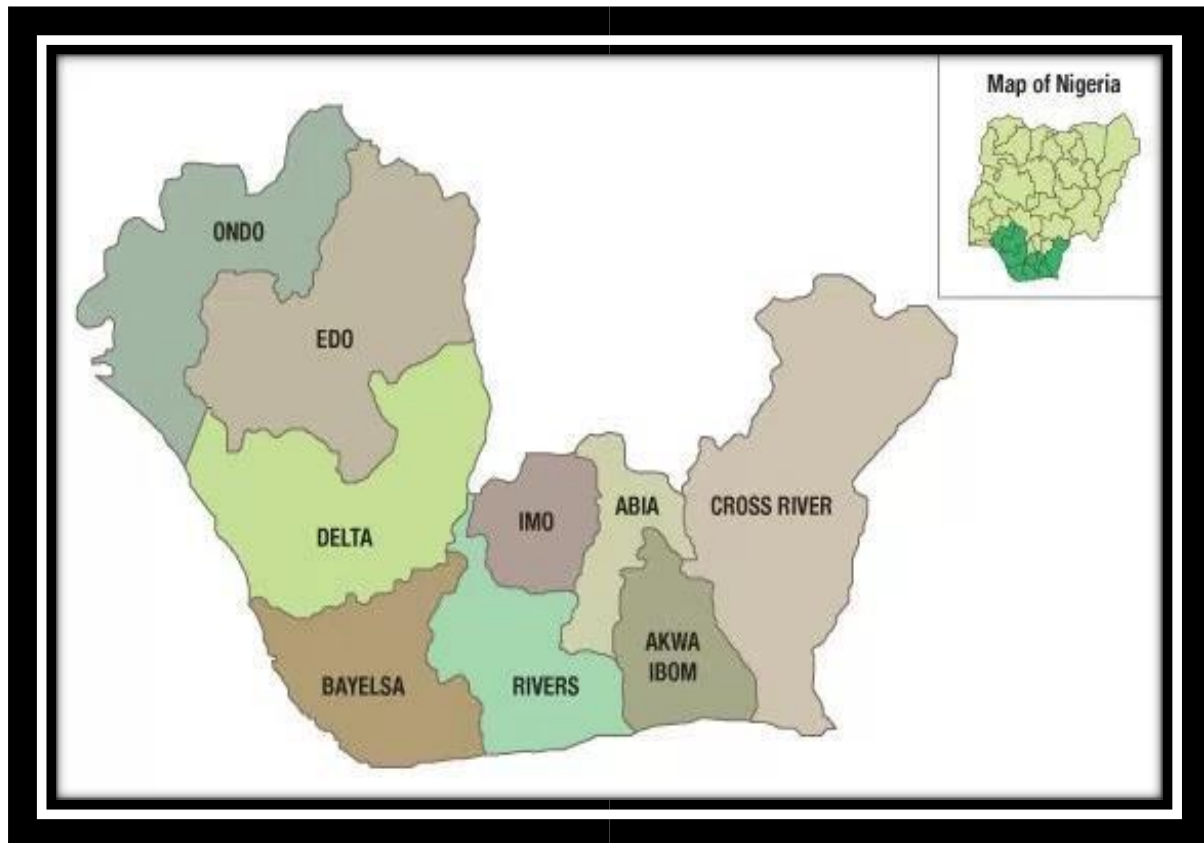 Map of Nigeria
ONDO
EDO
DELTA
IMO
ABIA
CROSS RIVER
BAYELSA
RIVERS
AKWA
IBOM